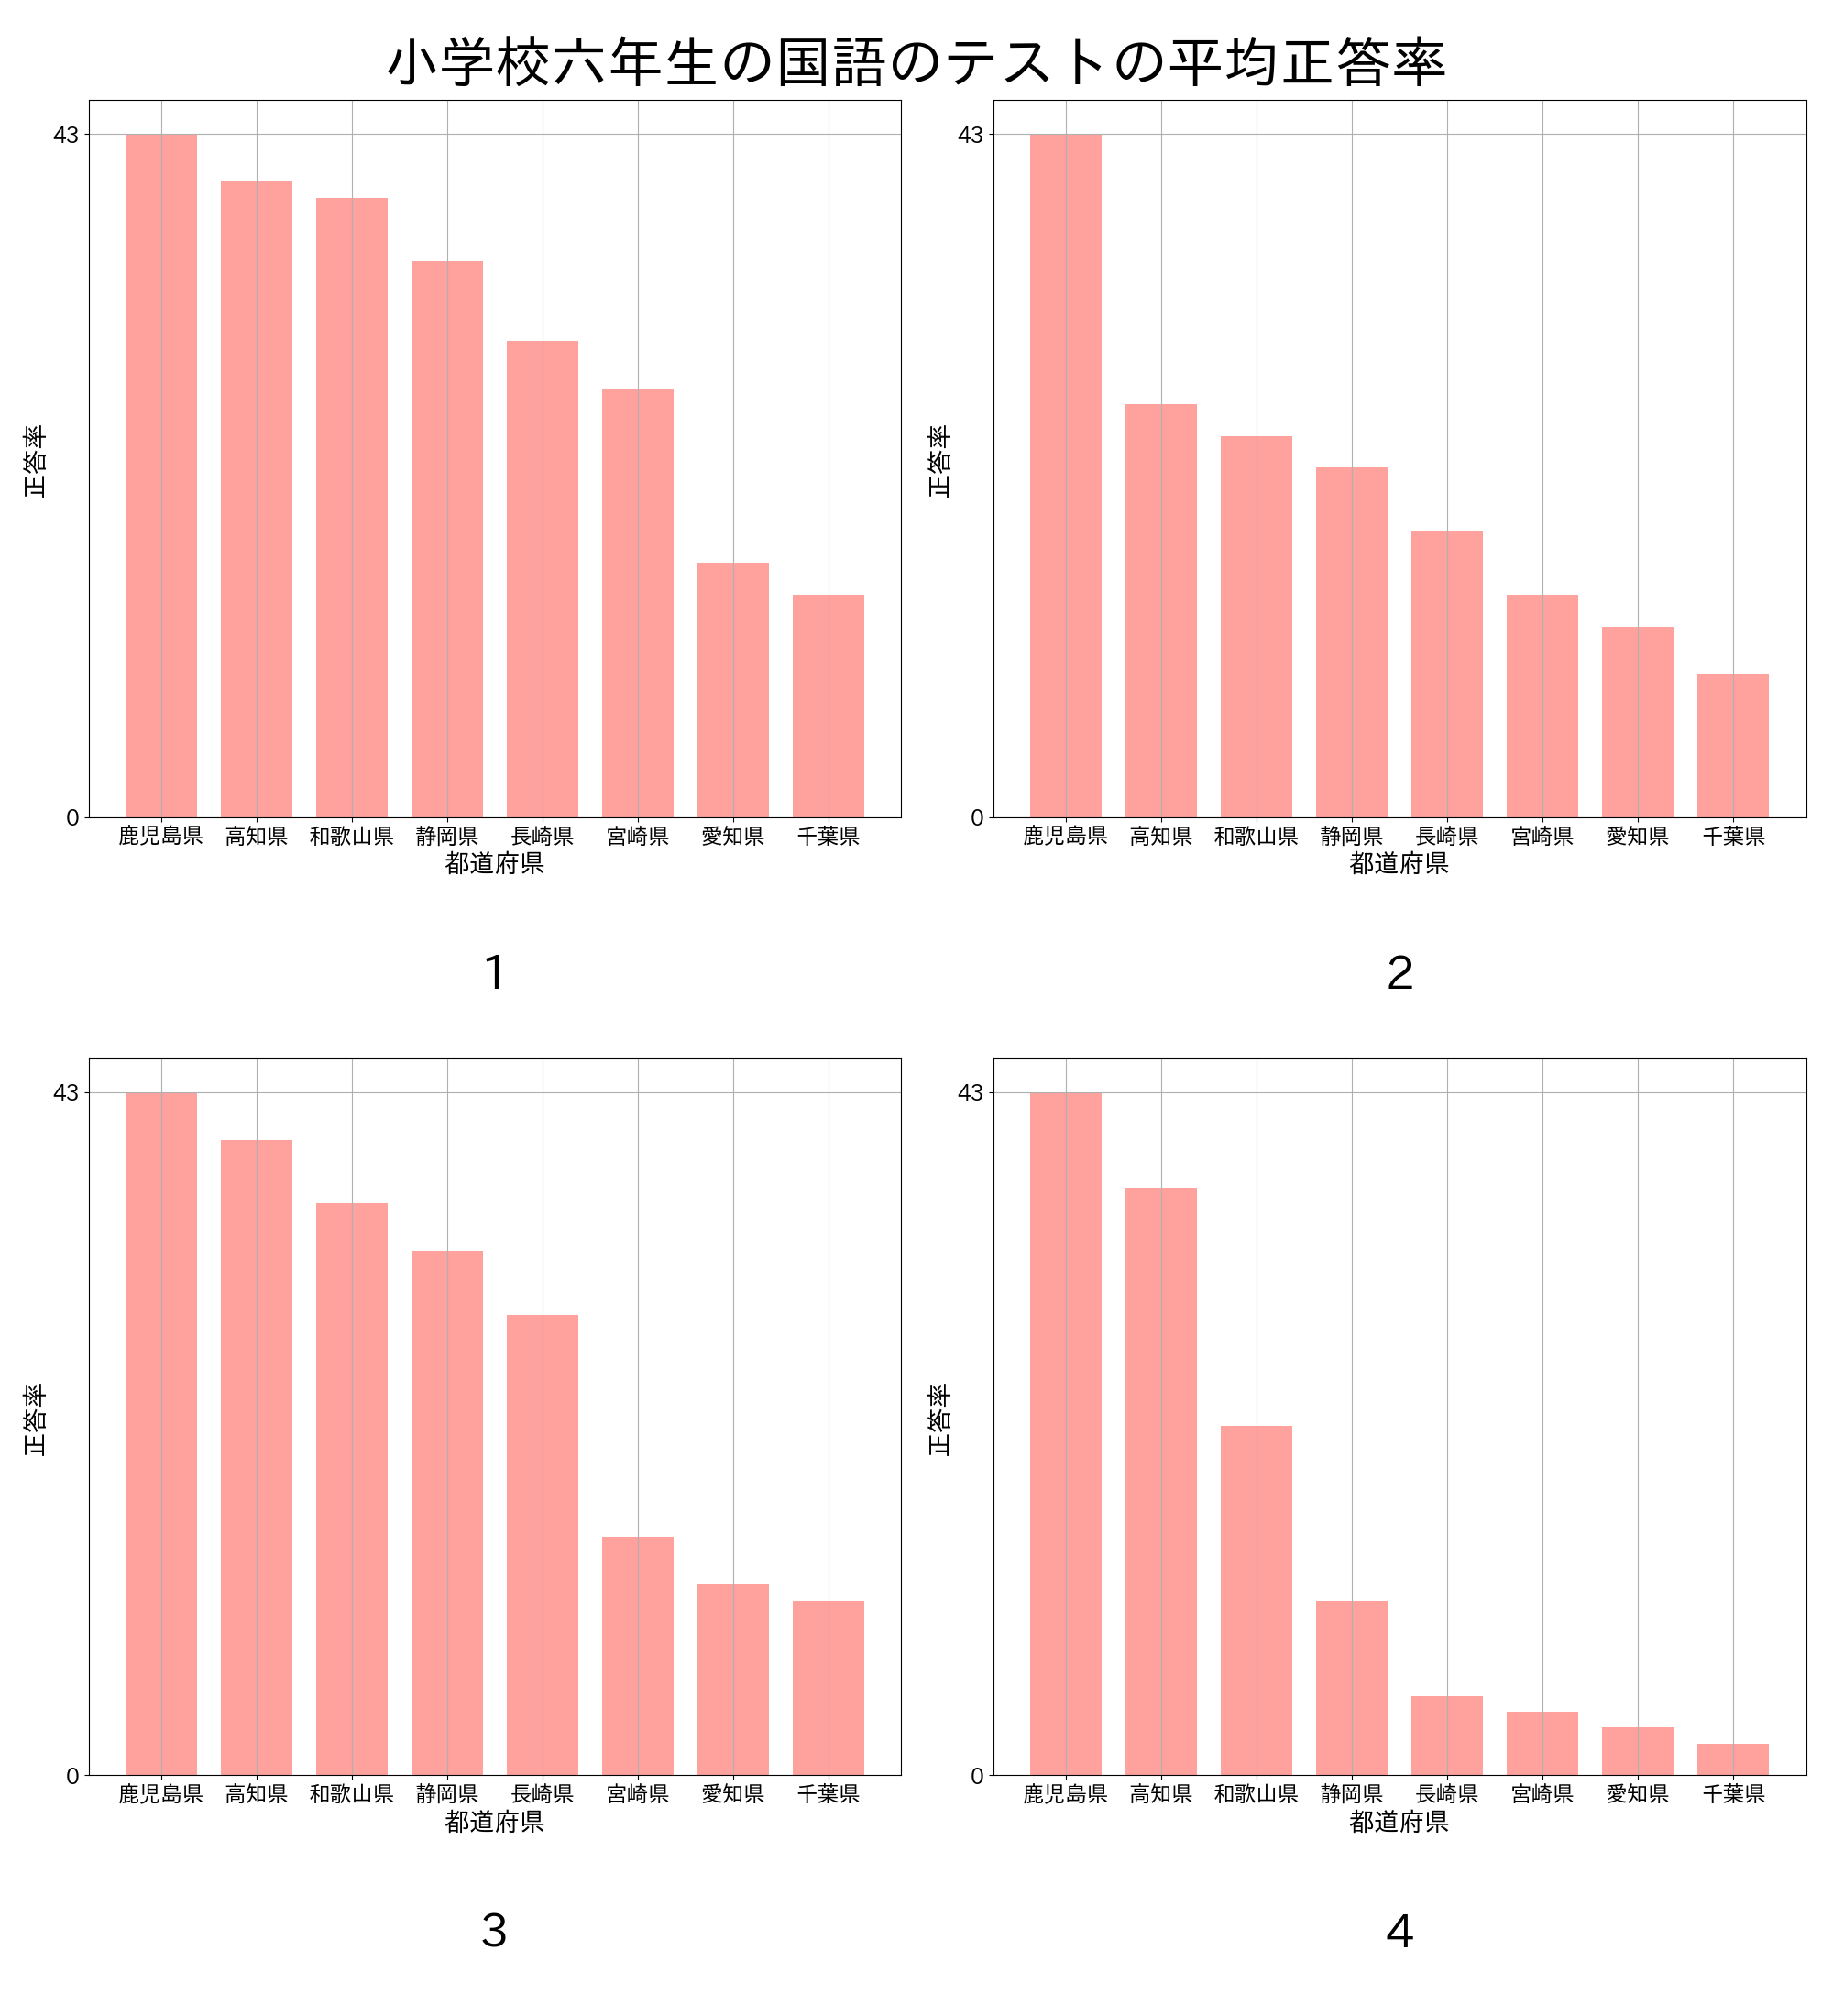 小学校六年生の国語のテストの平均正答率
43
0
正答率
鹿児島県 高知県 和歌山県 静岡県 長崎県 宮崎県 愛知県 千葉県
都道府県
1
43
0
正答率
鹿児島県 高知県 和歌山県 静岡県 長崎県 宮崎県 愛知県 千葉県
都道府県
2
43
0
正答率
鹿児島県 高知県 和歌山県 静岡県 長崎県 宮崎県 愛知県 千葉県
都道府県
3
43
0
正答率
鹿児島県 高知県 和歌山県 静岡県 長崎県 宮崎県 愛知県 千葉県
都道府県
4